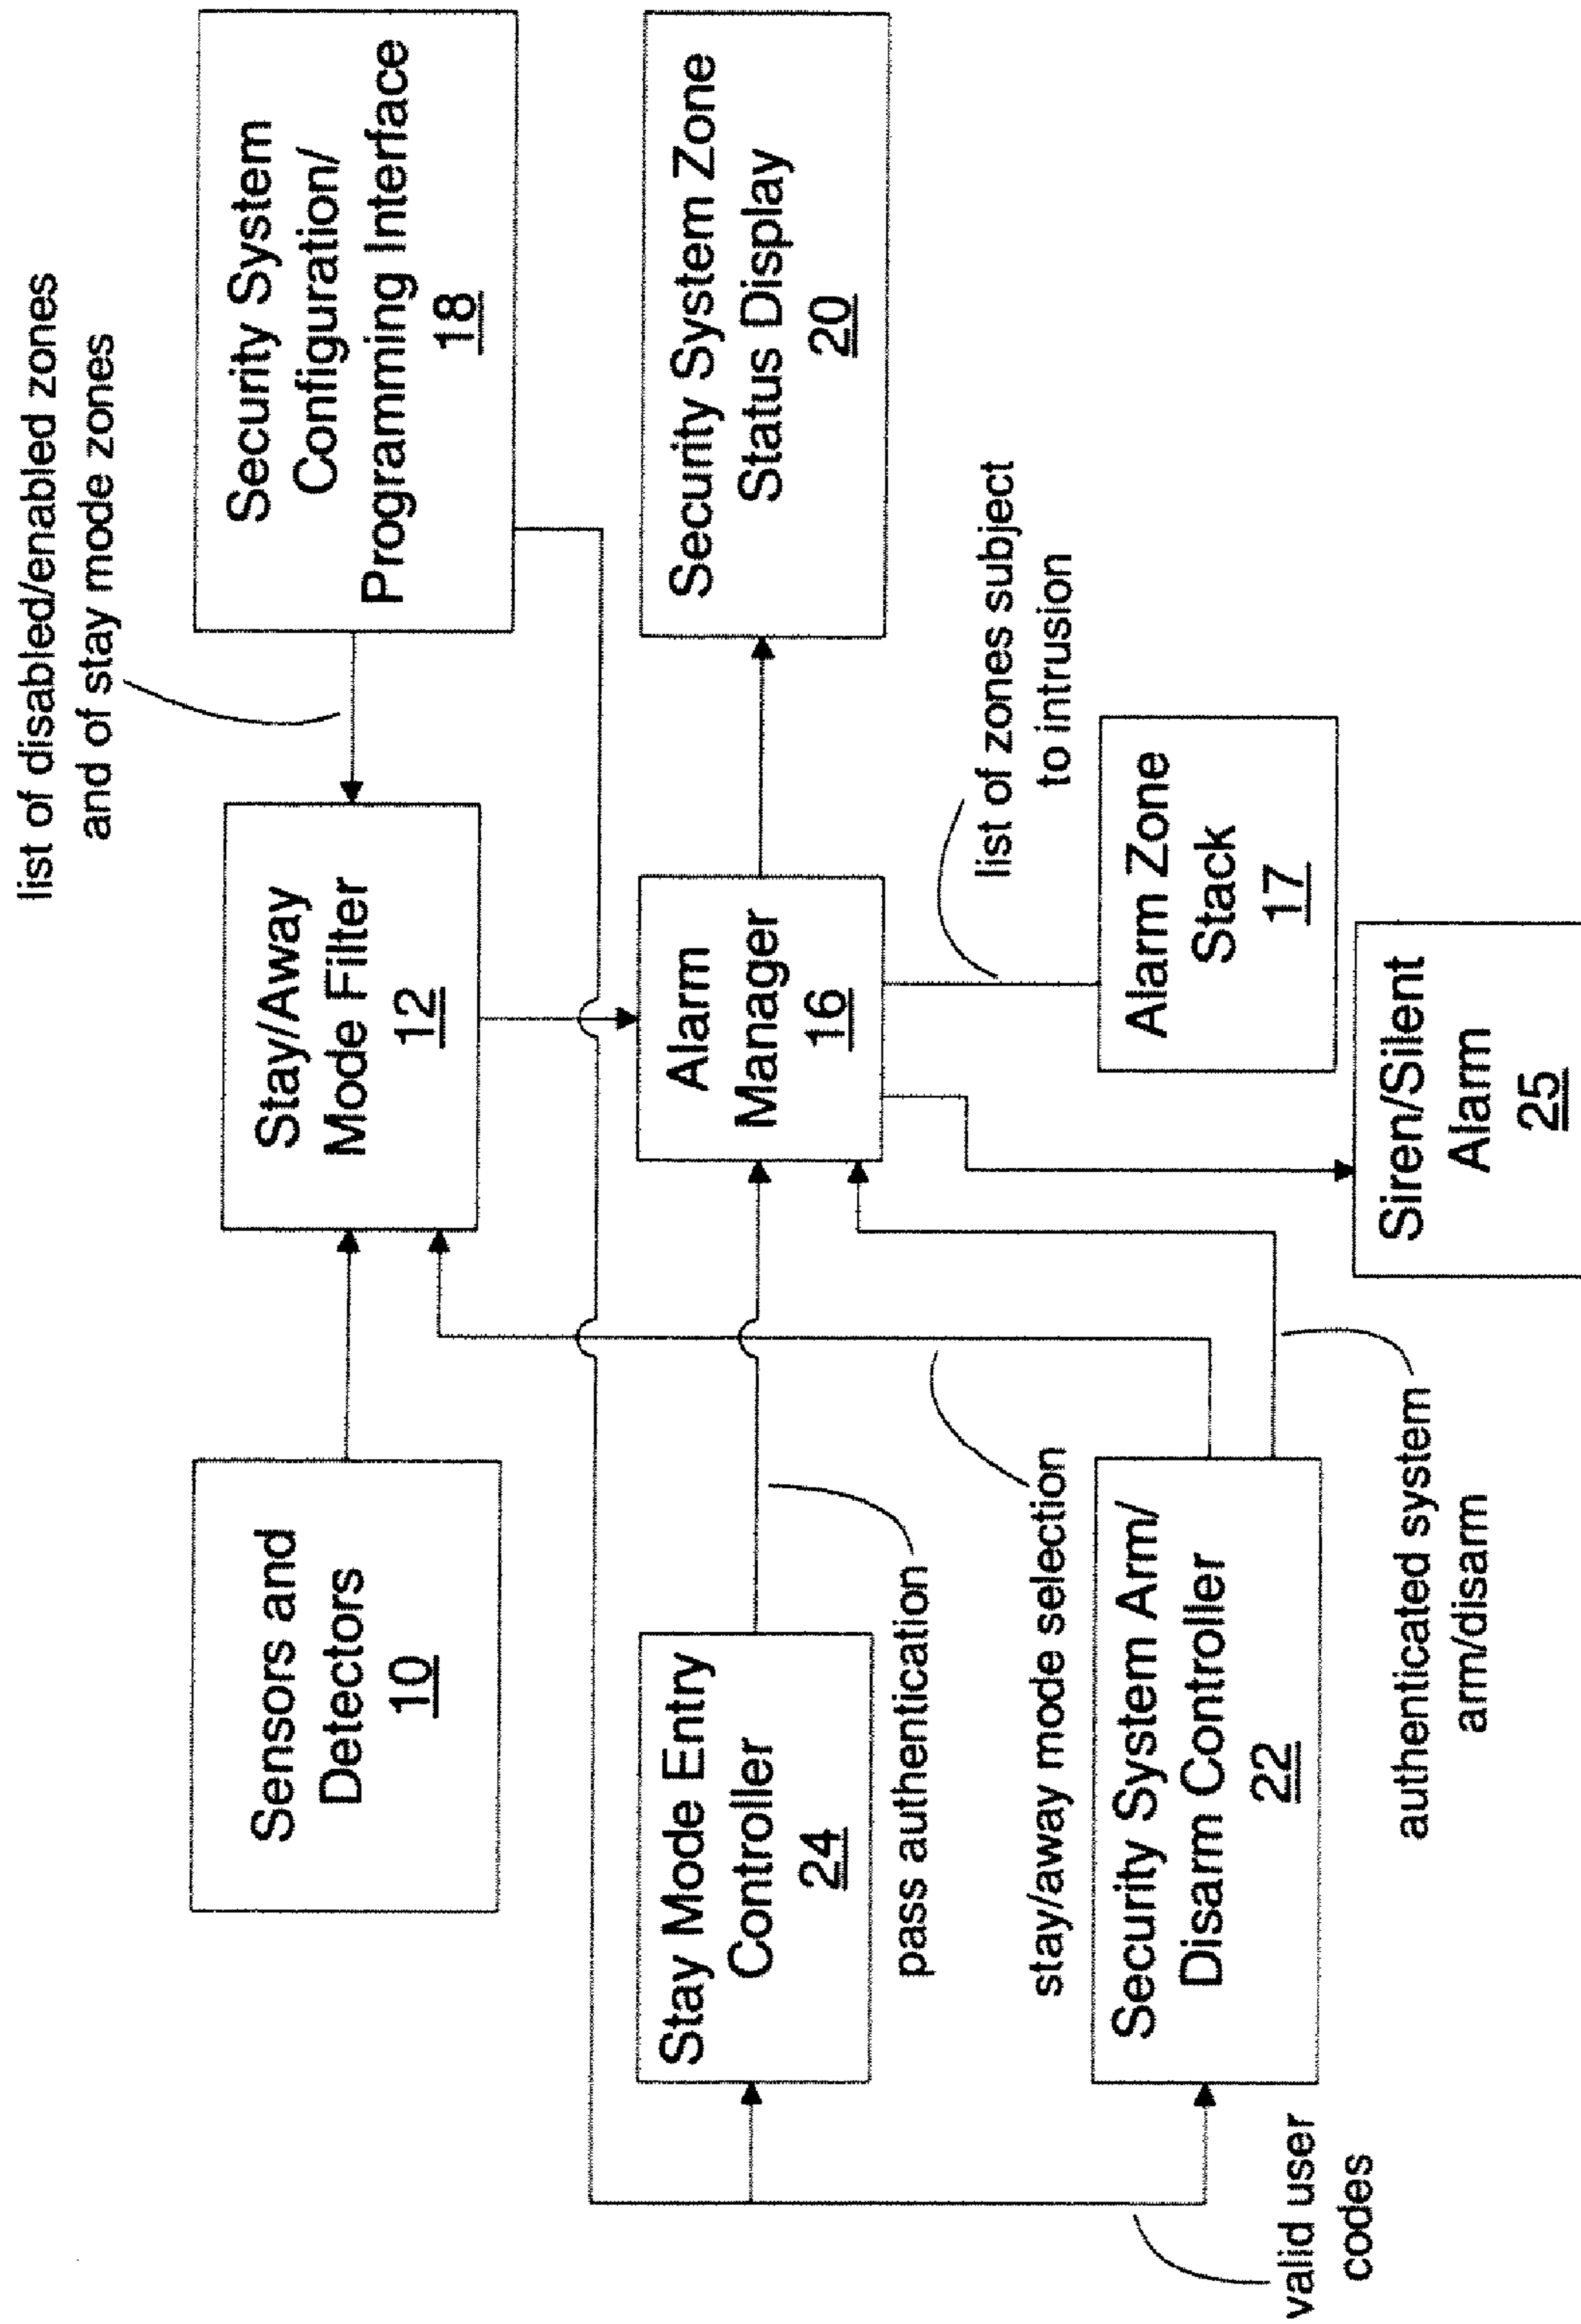 list of disabled/enabled zones
and of stay mode zones
Sensors and
Detectors
10
Stay/Away
Mode Filter
12
Security System
Configuration/
Programming Interface
18
Stay Mode Entry
Controller
24
Alarm
Manager
16
Security System Zone
Status Display
20
pass authentication
list of zones subject
to intrusion
stay/away mode selection
Security System Arm/
Disarm Controller
22
Alarm Zone
Stack
17
valid user
codes
authenticated system
arm/disarm
Siren/Silent
Alarm
25